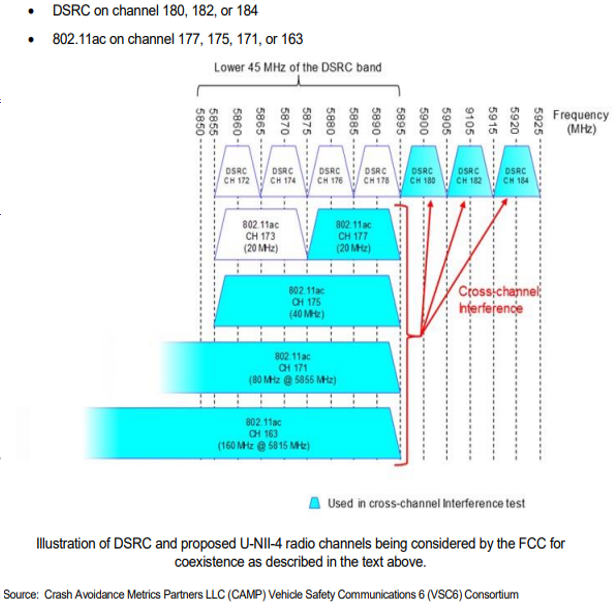 • DSRC on channel 180, 182, or 184
• 802.11ac on channel 177, 175, 171, or 163
Lower 45 MHz of the DSRC band
5850 5855 5860 5865 5870 5875 5880 5885 5890 5895 5900 5905 9105 5915 5920 5925
Frequency
(MHz)
DSRC
CH 172
DSRC
CH 174
DSRC
CH 176
DSRC
CH 178
DSRC
CH 180
DSRC
CH 182
DSRC
CH 184
802.11ac
CH 173
(20 MHz)
802.11ac
CH 177
(20 MHz)
802.11ac
CH 175
(40 MHz)
Cross-channel
Interference
802.11ac
CH 171
(80 MHz @ 5855 MHz)
802.11ac
CH 163
(160 MHz @ 5815 MHz)
Used in cross-channel Interference test
Illustration of DSRC and proposed U-NII-4 radio channels being considered by the FCC for
coexistence as described in the text above.
Source: Crash Avoidance Metrics Partners LLC (CAMP) Vehicle Safety Communications 6 (VSC6) Consortium